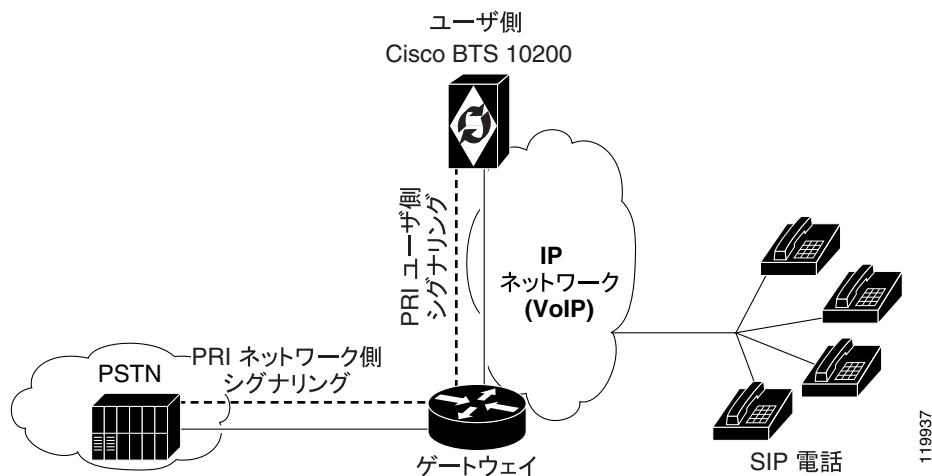 ユーザ側
Cisco BTS 10200
PRI ユーザ側
シグナリング
IP
ネットワーク
(VoIP)
PSTN
PRI ネットワーク側
シグナリング
ゲートウェイ
SIP 電話
119937